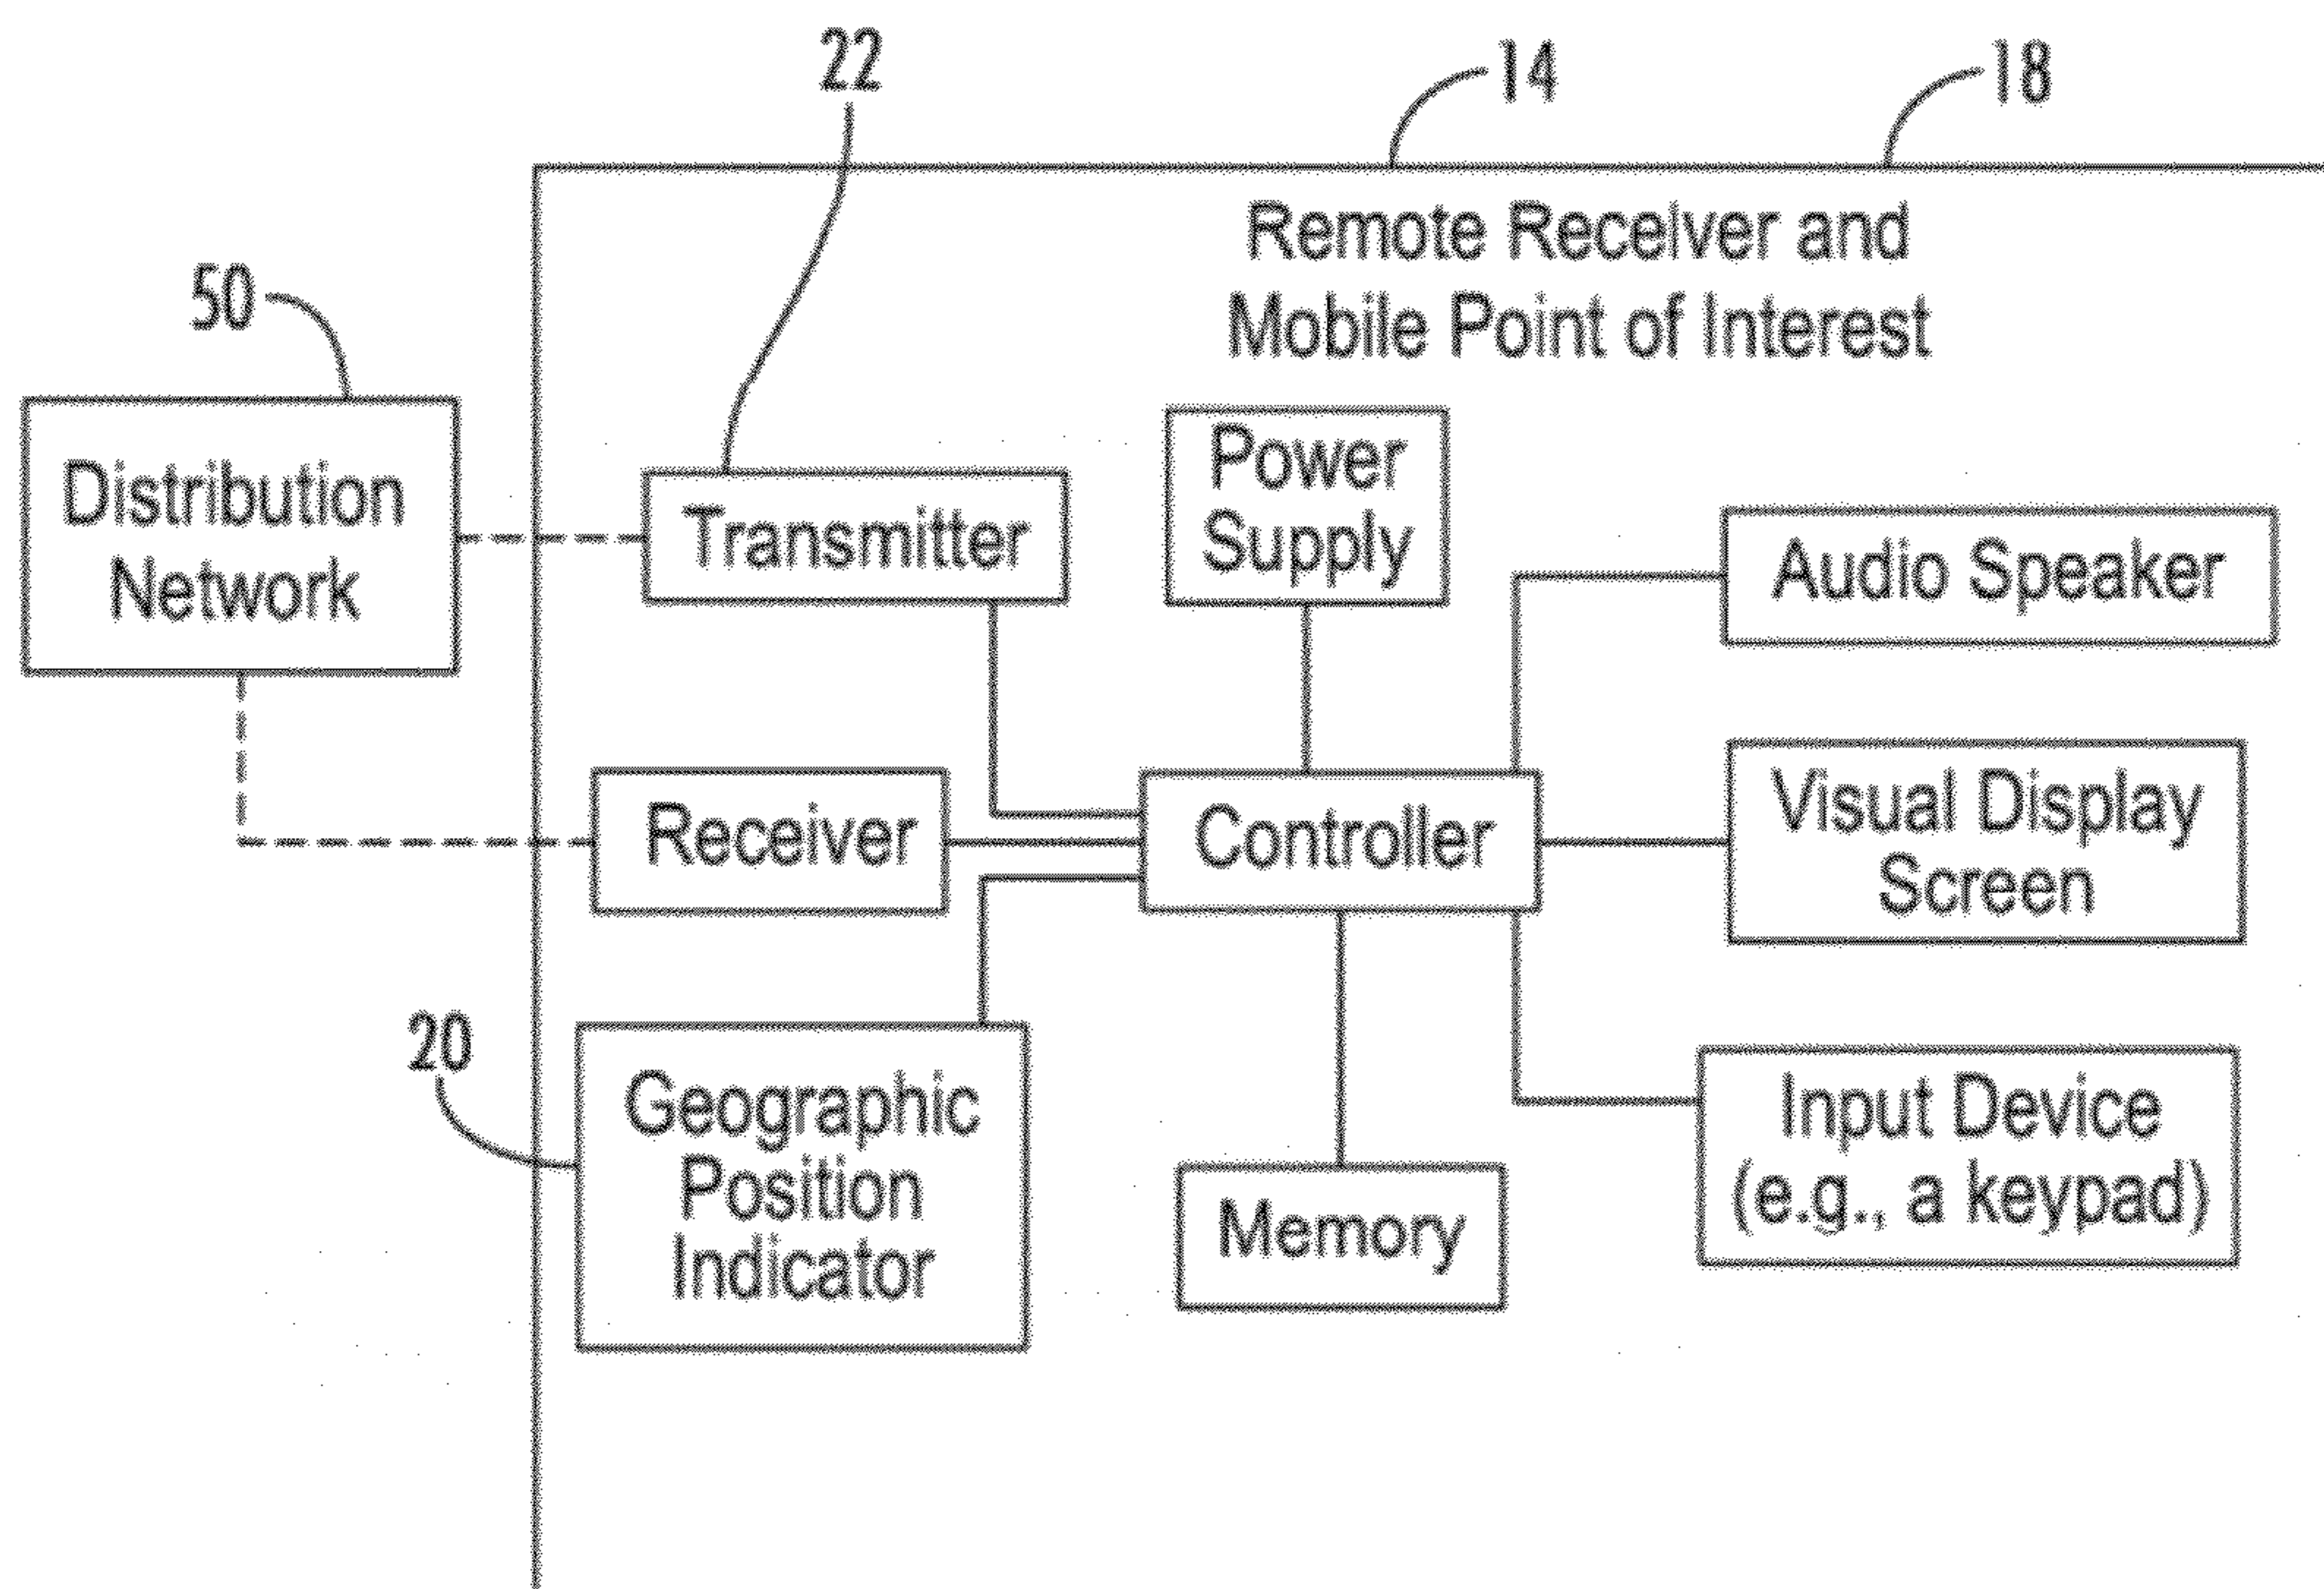 22
14
18
Remote Receiver and
Mobile Point of Interest
50
Distribution
Network
Transmitter
Power
Supply
Audio Speaker
Receiver
Controller
Visual Display
Screen
20
Geographic
Position
Indicator
Memory
Input Device
(e.g., a keypad)